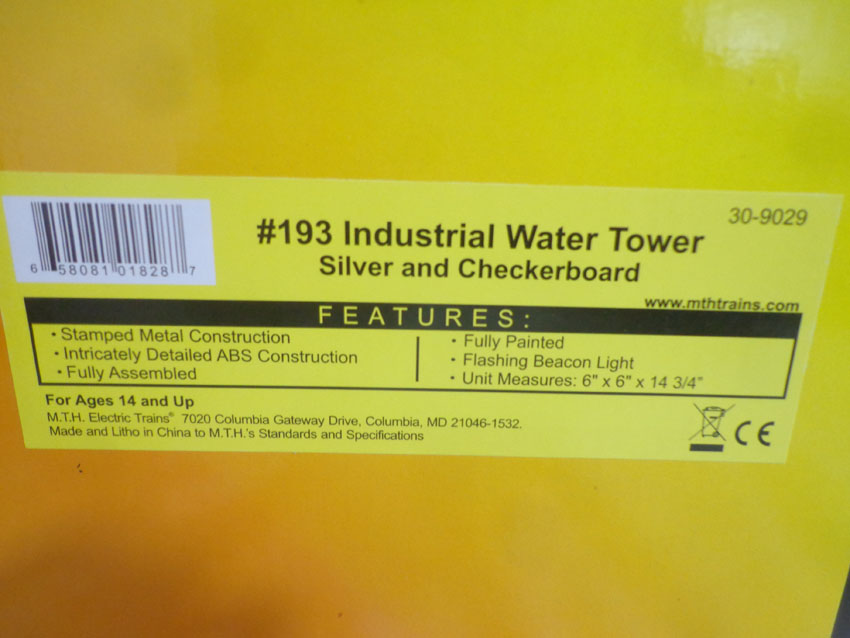 30-9029
#193 Industrial Water Tower
Silver and Checkerboard
6 58081 01828 7
www.mthtrains.com
FEATURES:
• Stamped Metal Construction
• Intricately Detailed ABS Construction
• Fully Assembled
• Fully Painted
• Flashing Beacon Light
• Unit Measures: 6" x 6" x 14 3/4"
For Ages 14 and Up
M.T.H. Electric Trains® 7020 Columbia Gateway Drive, Columbia, MD 21046-1532.
Made and Litho in China to M.T.H.'s Standards and Specifications
CE